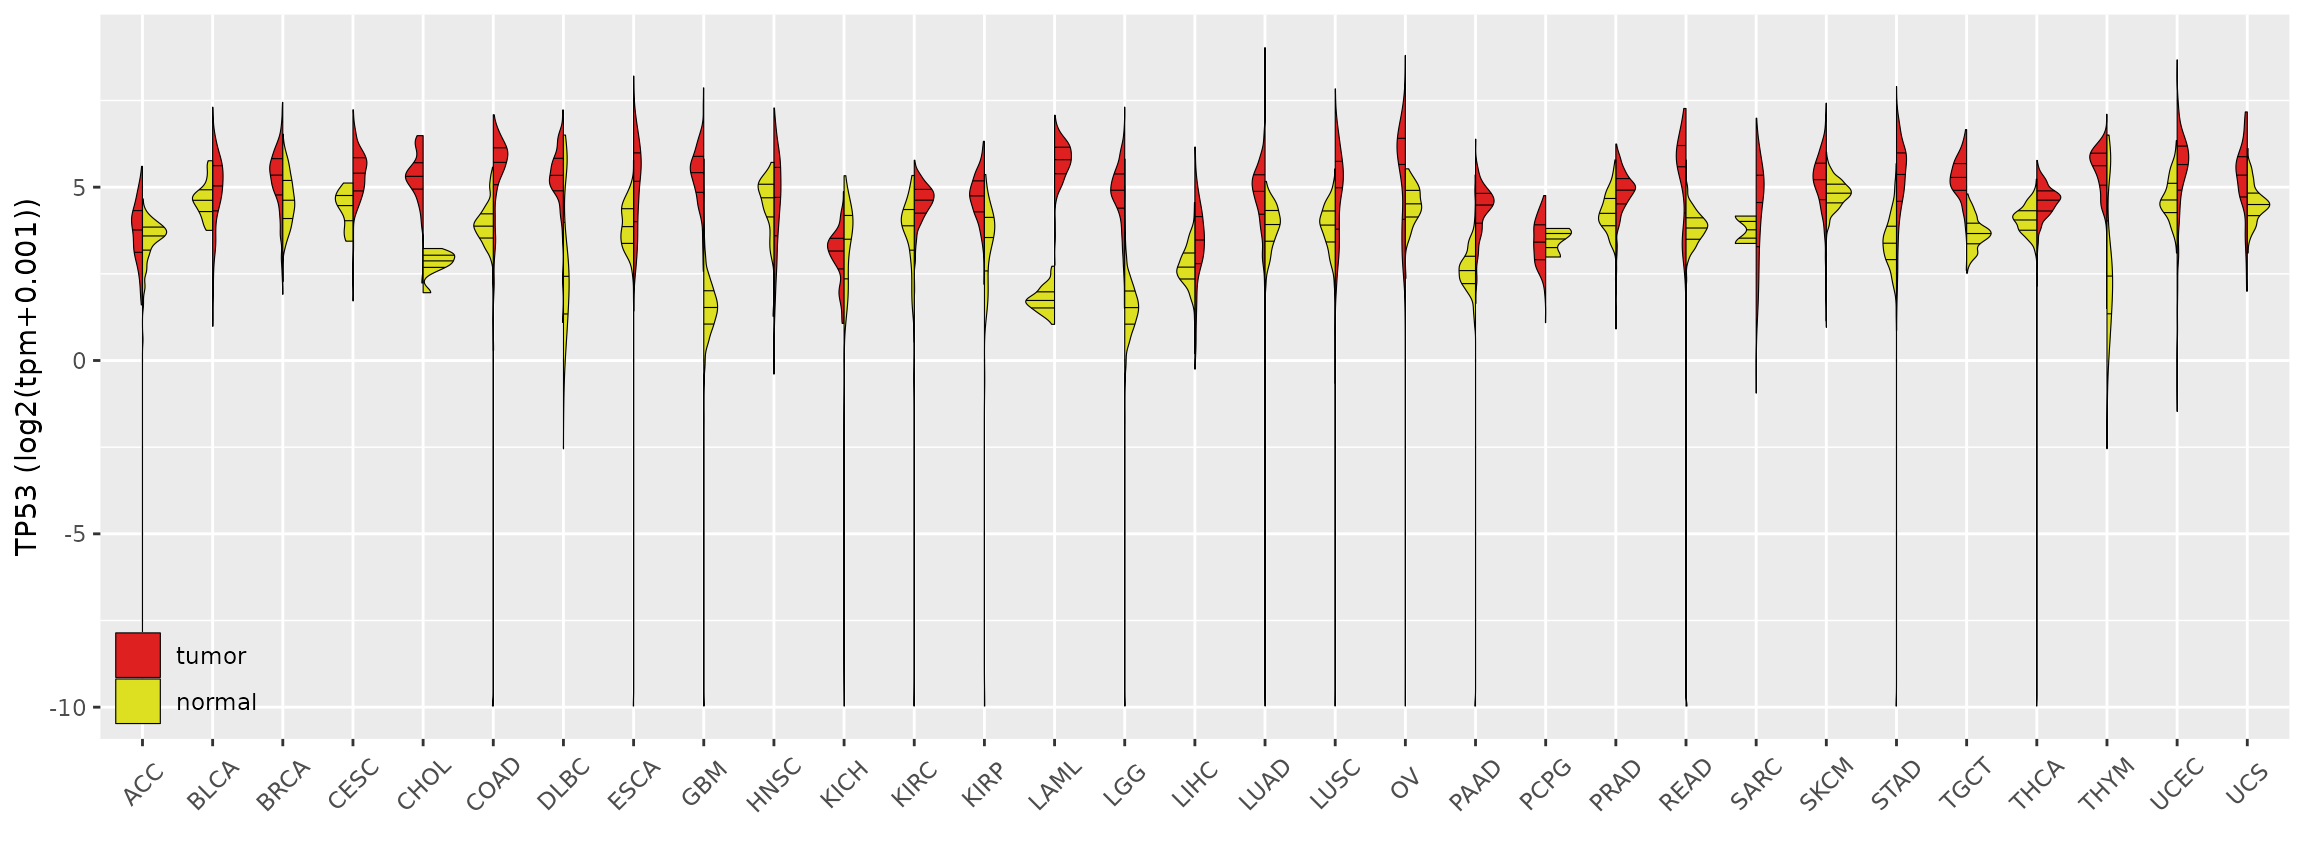 TP53 (log2(tpm+0.001))
5
0
-5
-10
tumor
normal
ACC BLCA BRCA CESC CHOL COAD DLBC ESCA GBM HNSC KICH KIRC KIRP LAML LGG LIHC LUAD LUSC OV PAAD PCPG PRAD READ SARC SKCM STAD TGCT THCA THYM UCEC UCS